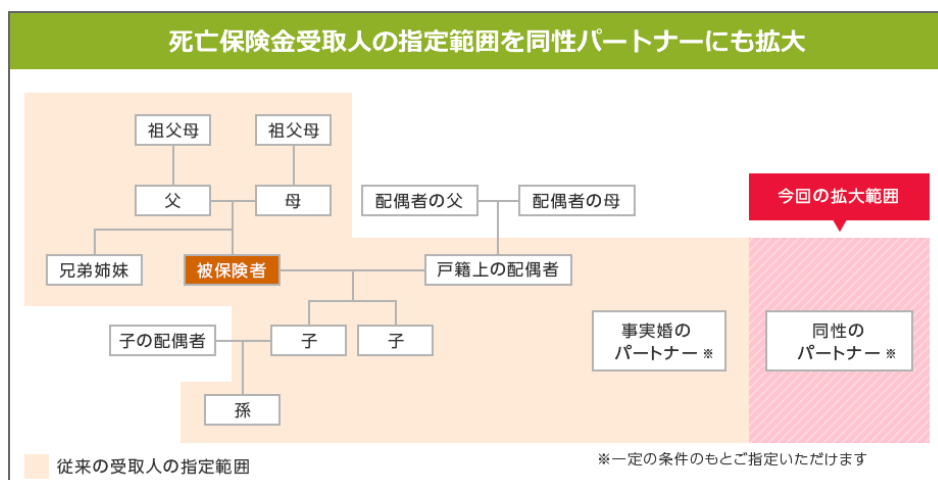 死亡保険金受取人の指定範囲を同性パートナーにも拡大
祖父母
祖父母
父
母
配偶者の父
配偶者の母
今回の拡大範囲
兄弟姉妹
被保険者
戸籍上の配偶者
子の配偶者
子
子
事実婚の
パートナー※
同性の
パートナー※
孫
従来の受取人の指定範囲
※一定の条件のもとご指定いただけます